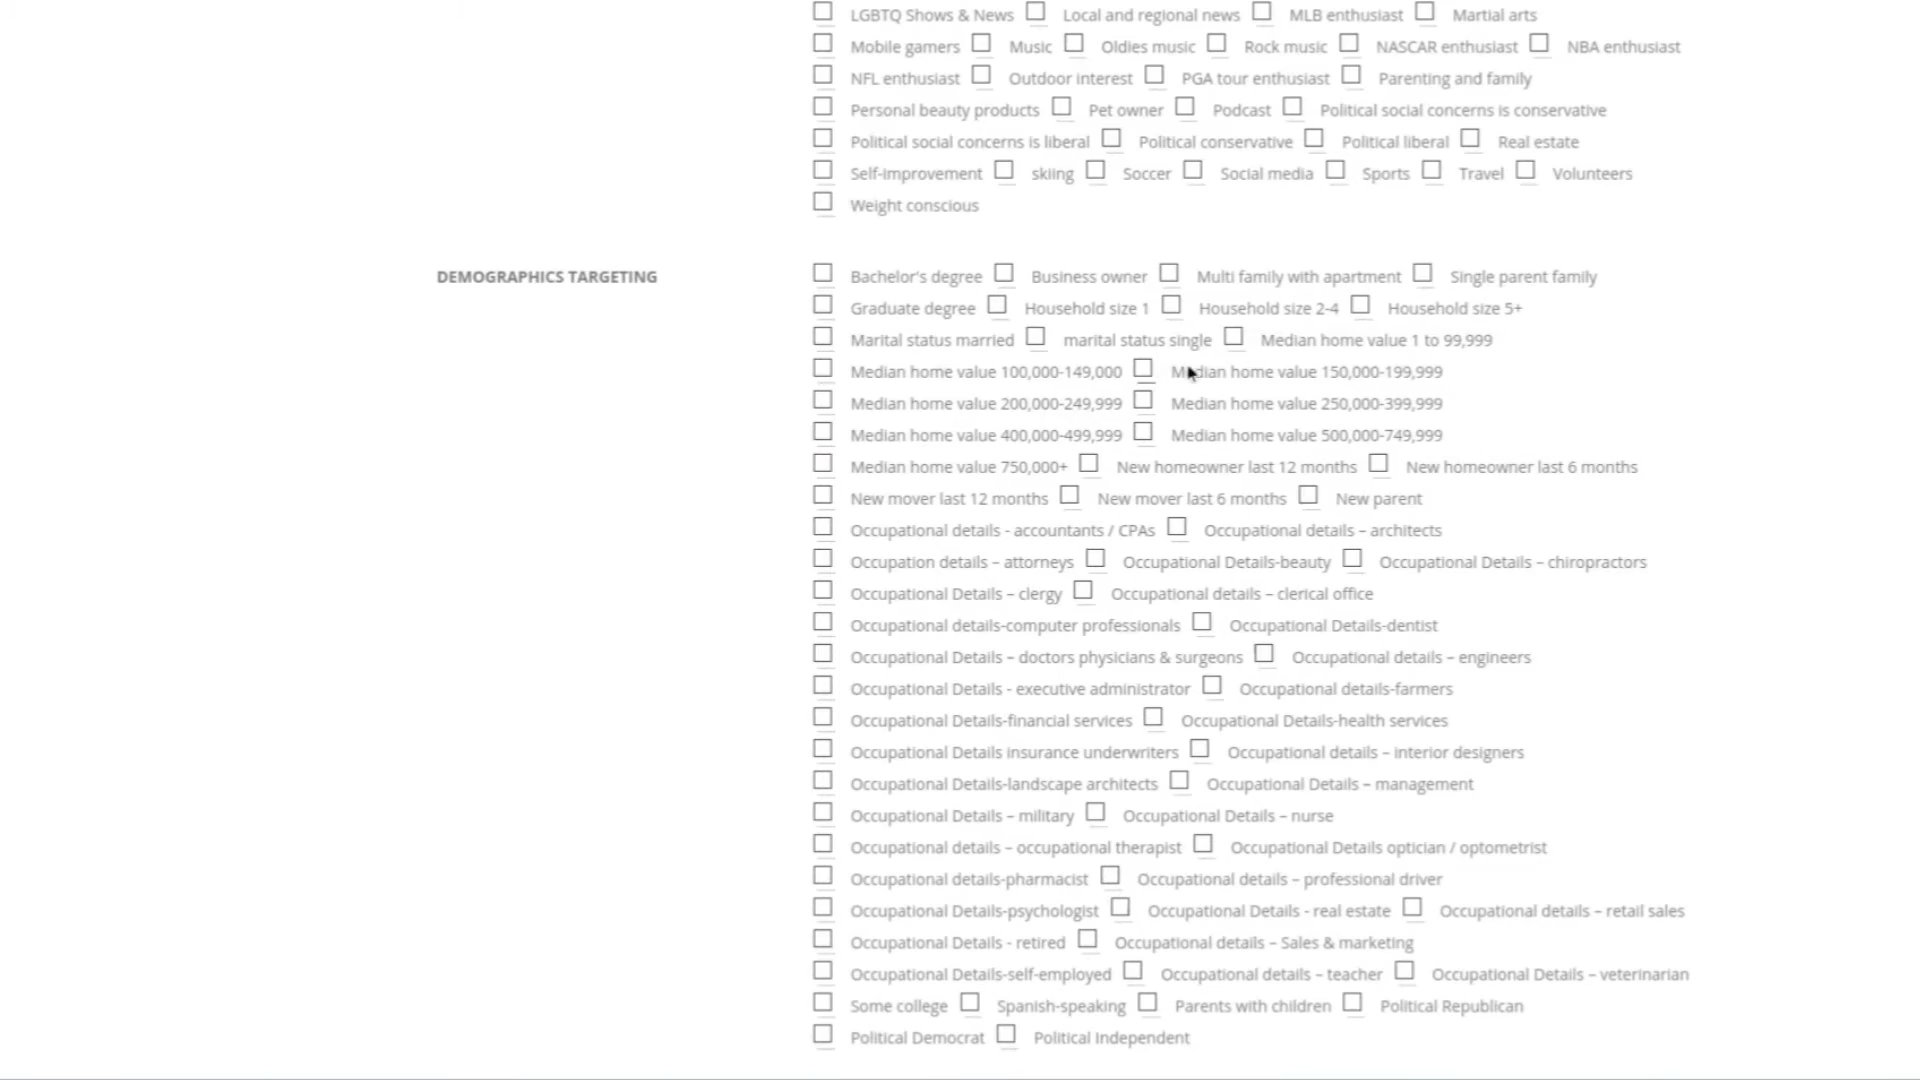 LGBTQ Shows & News Local and regional news MLB enthusiast Martial arts
Mobile gamers Music Oldies music Rock music NASCAR enthusiast NBA enthusiast
NFL enthusiast Outdoor interest PGA tour enthusiast Parenting and family
Personal beauty products Pet owner Podcast Political social concerns is conservative
Political social concerns is liberal Political conservative Political liberal Real estate
Self-improvement skiing Soccer Social media Sports Travel Volunteers
Weight conscious
DEMOGRAPHICS TARGETING Bachelor's degree Business owner Multi family with apartment Single parent family
Graduate degree Household size 1 Household size 2-4 Household size 5+
Marital status married marital status single Median home value 1 to 99,999
Median home value 100,000-149,000 Median home value 150,000-199,999
Median home value 200,000-249,999 Median home value 250,000-399,999
Median home value 400,000-499,999 Median home value 500,000-749,999
Median home value 750,000+ New homeowner last 12 months New homeowner last 6 months
New mover last 12 months New mover last 6 months New parent
Occupational details - accountants / CPAs Occupational details – architects
Occupation details – attorneys Occupational Details-beauty Occupational Details – chiropractors
Occupational Details – clergy Occupational details – clerical office
Occupational details-computer professionals Occupational Details-dentist
Occupational Details – doctors physicians & surgeons Occupational details – engineers
Occupational Details - executive administrator Occupational details-farmers
Occupational Details-financial services Occupational Details-health services
Occupational Details insurance underwriters Occupational details – interior designers
Occupational Details-landscape architects Occupational Details – management
Occupational Details – military Occupational Details – nurse
Occupational details – occupational therapist Occupational Details optician / optometrist
Occupational details-pharmacist Occupational details – professional driver
Occupational Details-psychologist Occupational Details - real estate Occupational details – retail sales
Occupational Details - retired Occupational details – Sales & marketing
Occupational Details-self-employed Occupational details – teacher Occupational Details – veterinarian
Some college Spanish-speaking Parents with children Political Republican
Political Democrat Political Independent